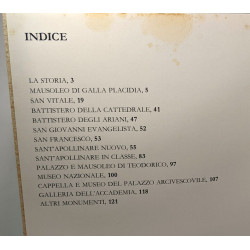 INDICE
LA STORIA, 3
MAUSOLEO DI GALLA PLACIDIA, 5
SAN VITALE, 19
BATTISTERO DELLA CATTEDRALE, 41
BATTISTERO DEGLI ARIANI, 47
SAN GIOVANNI EVANGELISTA, 52
SAN FRANCESCO, 53
SANT'APOLLINARE NUOVO, 55
SANT'APOLLINARE IN CLASSE, 83
PALAZZO E MAUSOLEO DI TEODORICO, 97
MUSEO NAZIONALE, 100
CAPPELLA E MUSEO DEL PALAZZO ARCIVESCOVILE, 107
GALLERIA DELL'ACCADEMIA, 118
ALTRI MONUMENTI, 121